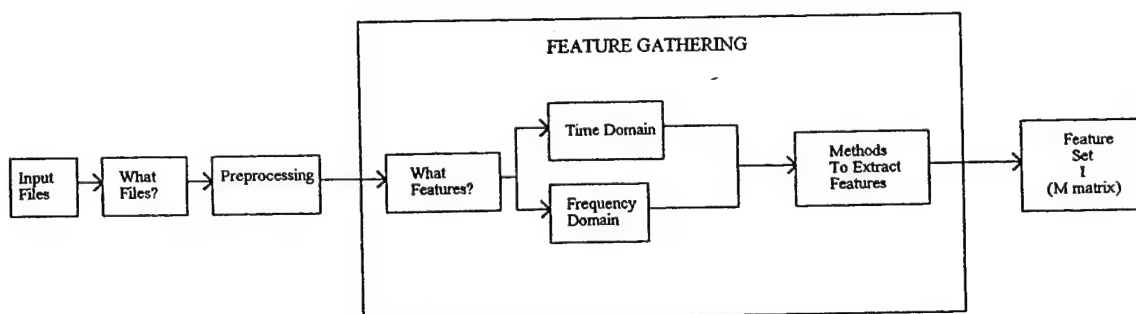 FEATURE GATHERING
Input
Files
What
Files?
Preprocessing
What
Features?
Time Domain
Frequency
Domain
Methods
To Extract
Features
Feature
Set
I
(M matrix)